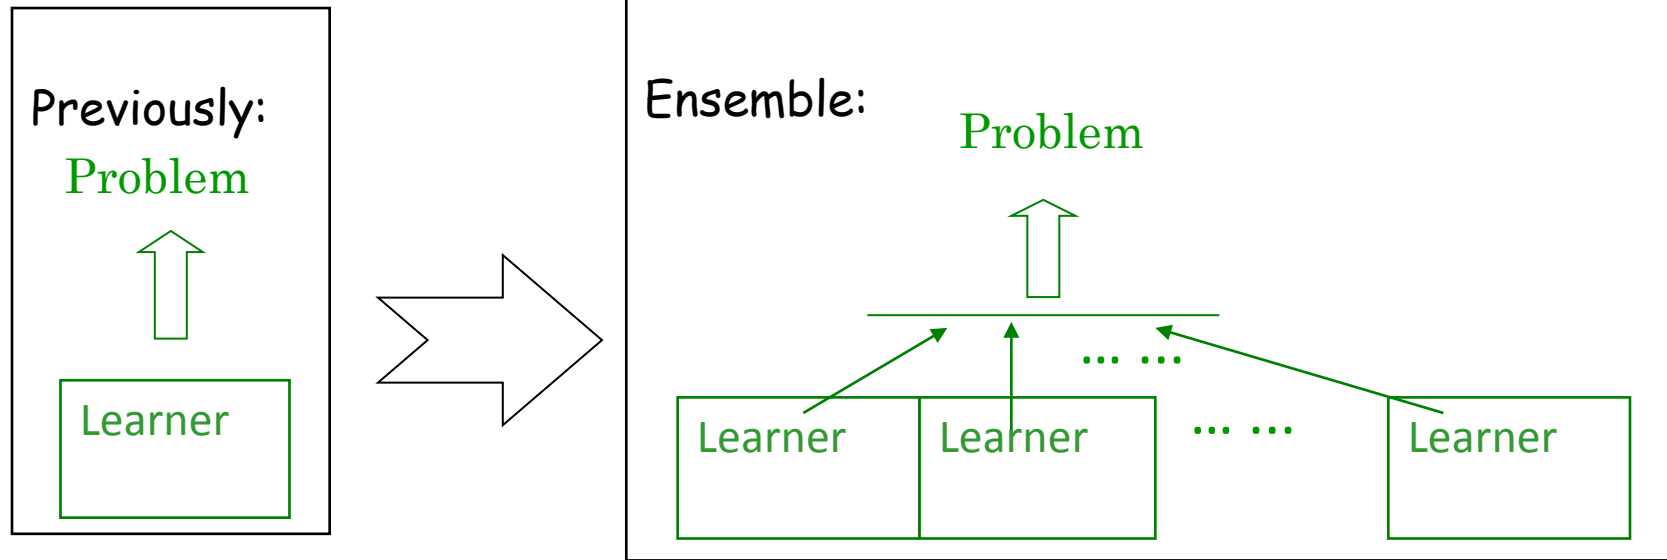 Previously:
Problem
Learner
Ensemble:
Problem
... ...
Learner Learner ... ... Learner